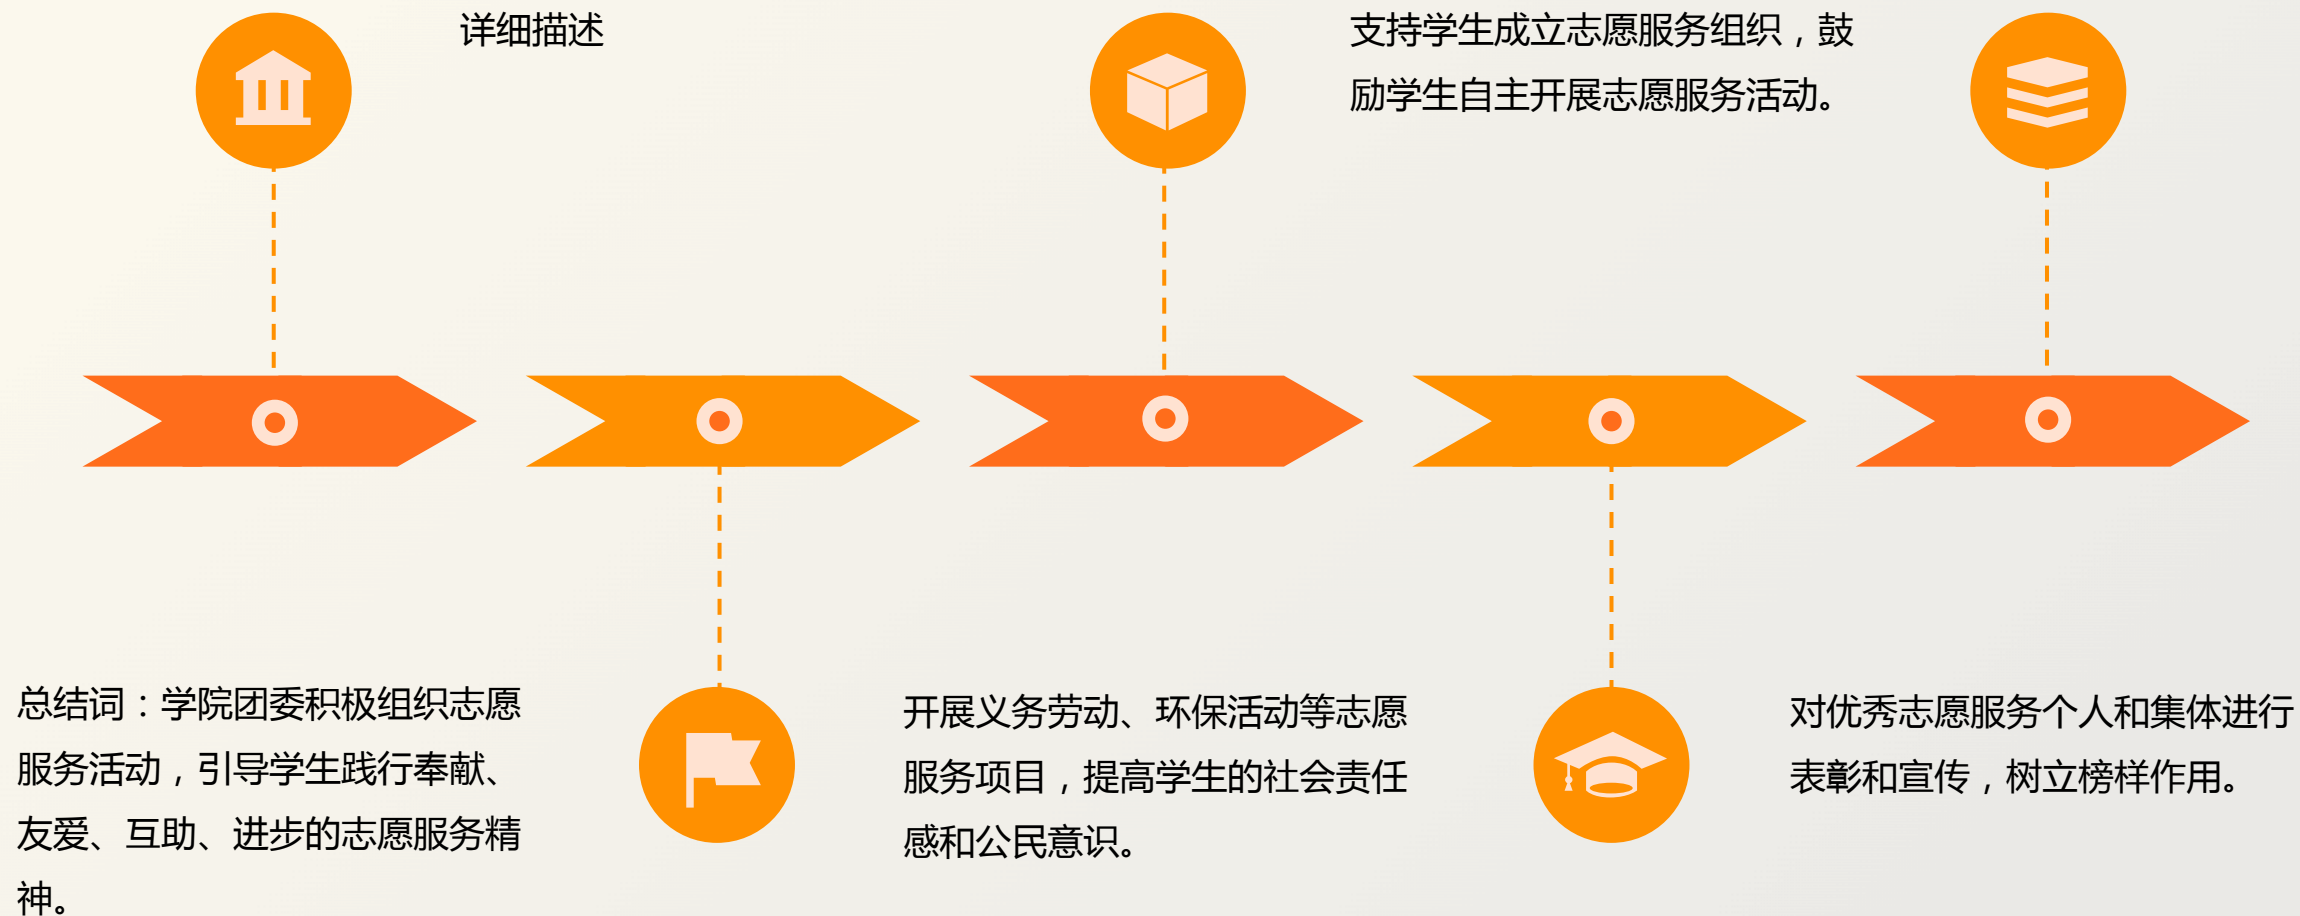 详细描述
支持学生成立志愿服务组织，鼓
励学生自主开展志愿服务活动。
总结词：学院团委积极组织志愿
服务活动，引导学生践行奉献、
友爱、互助、进步的志愿服务精
神。
开展义务劳动、环保活动等志愿
服务项目，提高学生的社会责任
感和公民意识。
对优秀志愿服务个人和集体进行
表彰和宣传，树立榜样作用。